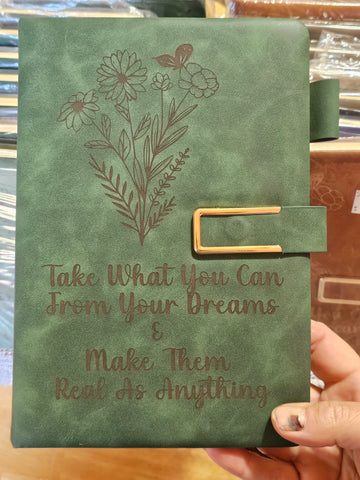 Take What You Can
From Your Dreams
&
Make Them
Real As Anything